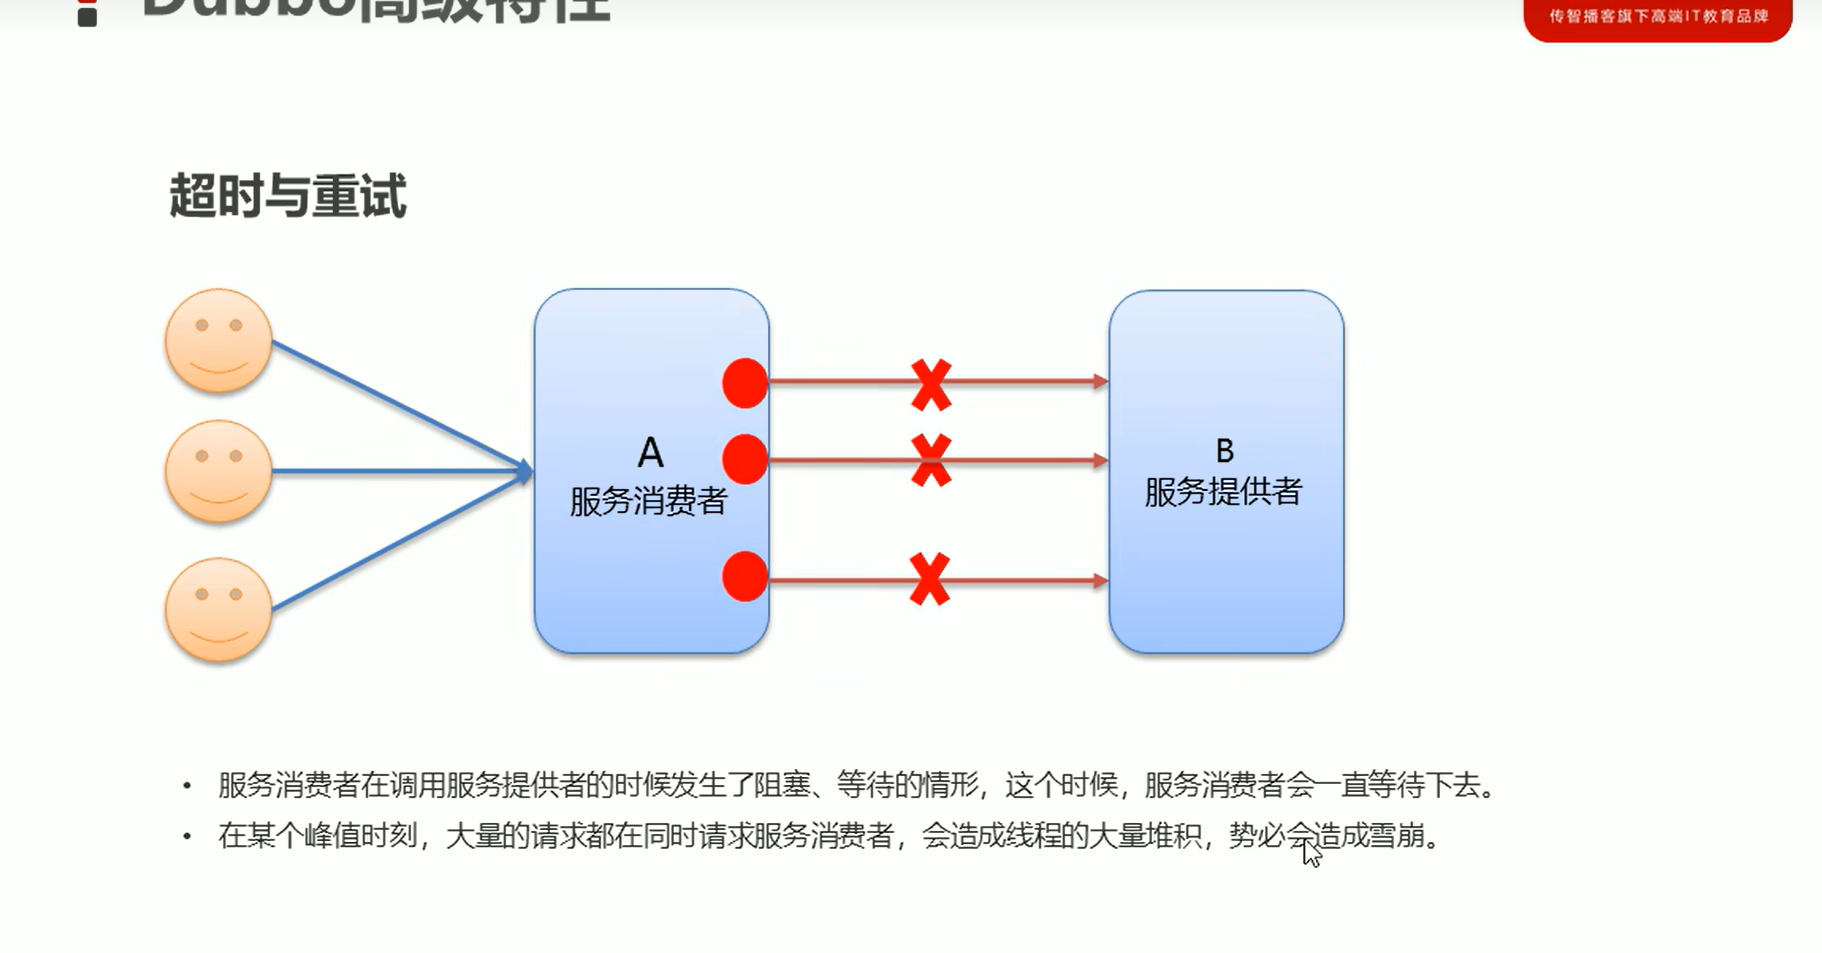 Dubbo高级特性
传智播客旗下高端IT教育品牌
超时与重试
A
服务消费者
B
服务提供者
• 服务消费者在调用服务提供者的时候发生了阻塞、等待的情形，这个时候，服务消费者会一直等待下去。
• 在某个峰值时刻，大量的请求都在同时请求服务消费者，会造成线程的大量堆积，势必会造成雪崩。